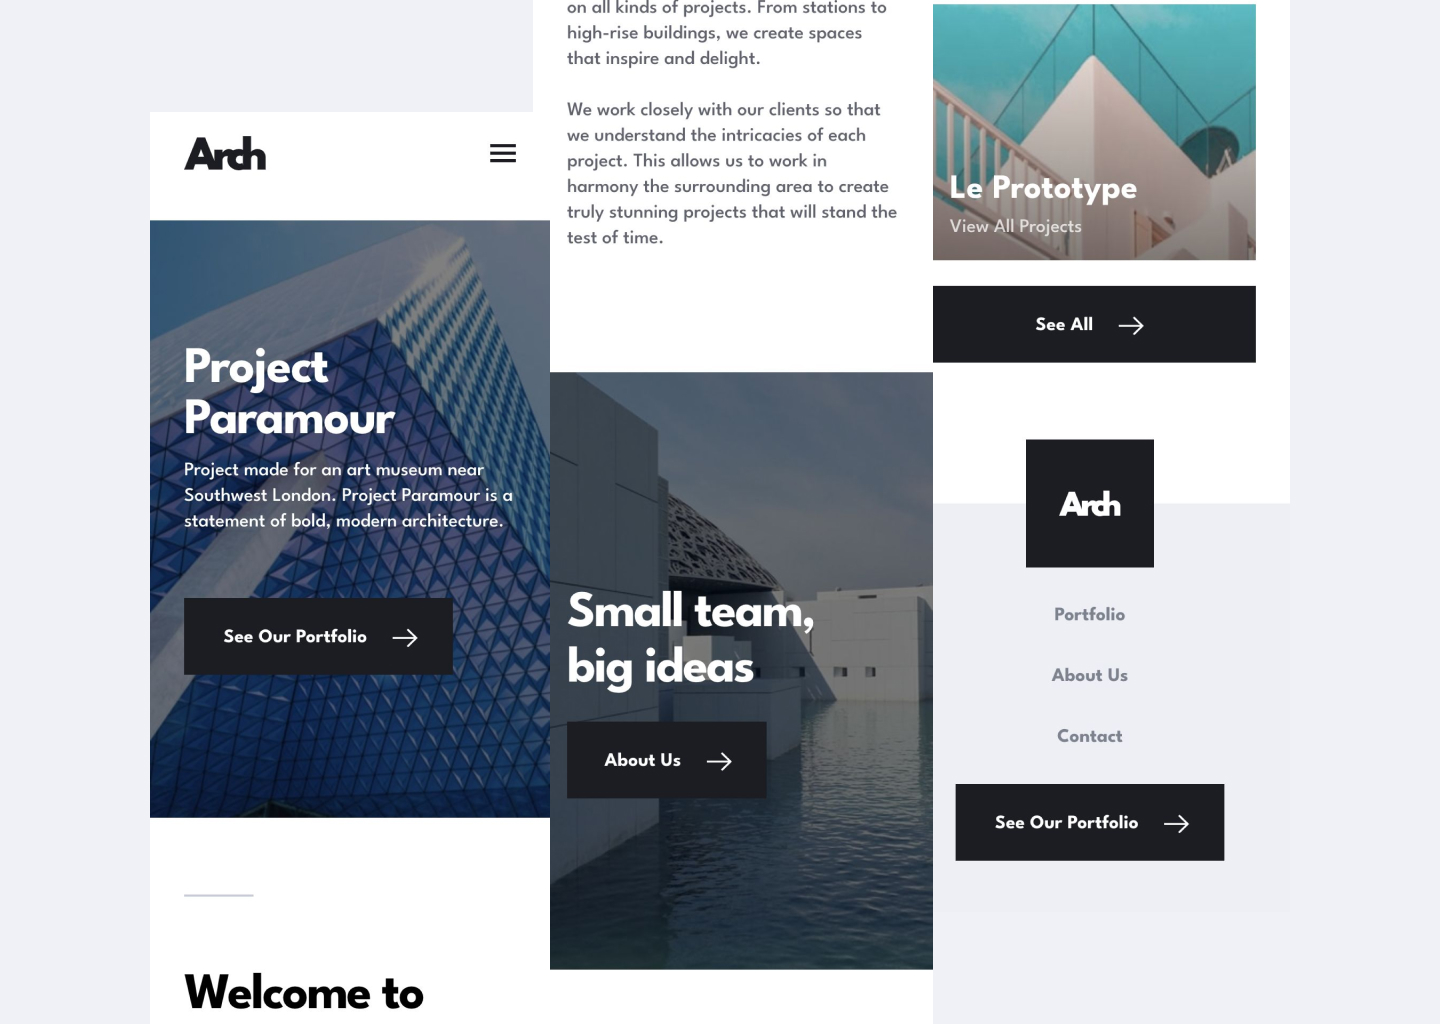 Arch
Project
Paramour
Project made for an art museum near
Southwest London. Project Paramour is a
statement of bold, modern architecture.
See Our Portfolio
Welcome to
on all kinds of projects. From stations to
high-rise buildings, we create spaces
that inspire and delight.
We work closely with our clients so that
we understand the intricacies of each
project. This allows us to work in
harmony the surrounding area to create
truly stunning projects that will stand the
test of time.
Small team,
big ideas
About Us
Le Prototype
View All Projects
See All
Arch
Portfolio
About Us
Contact
See Our Portfolio